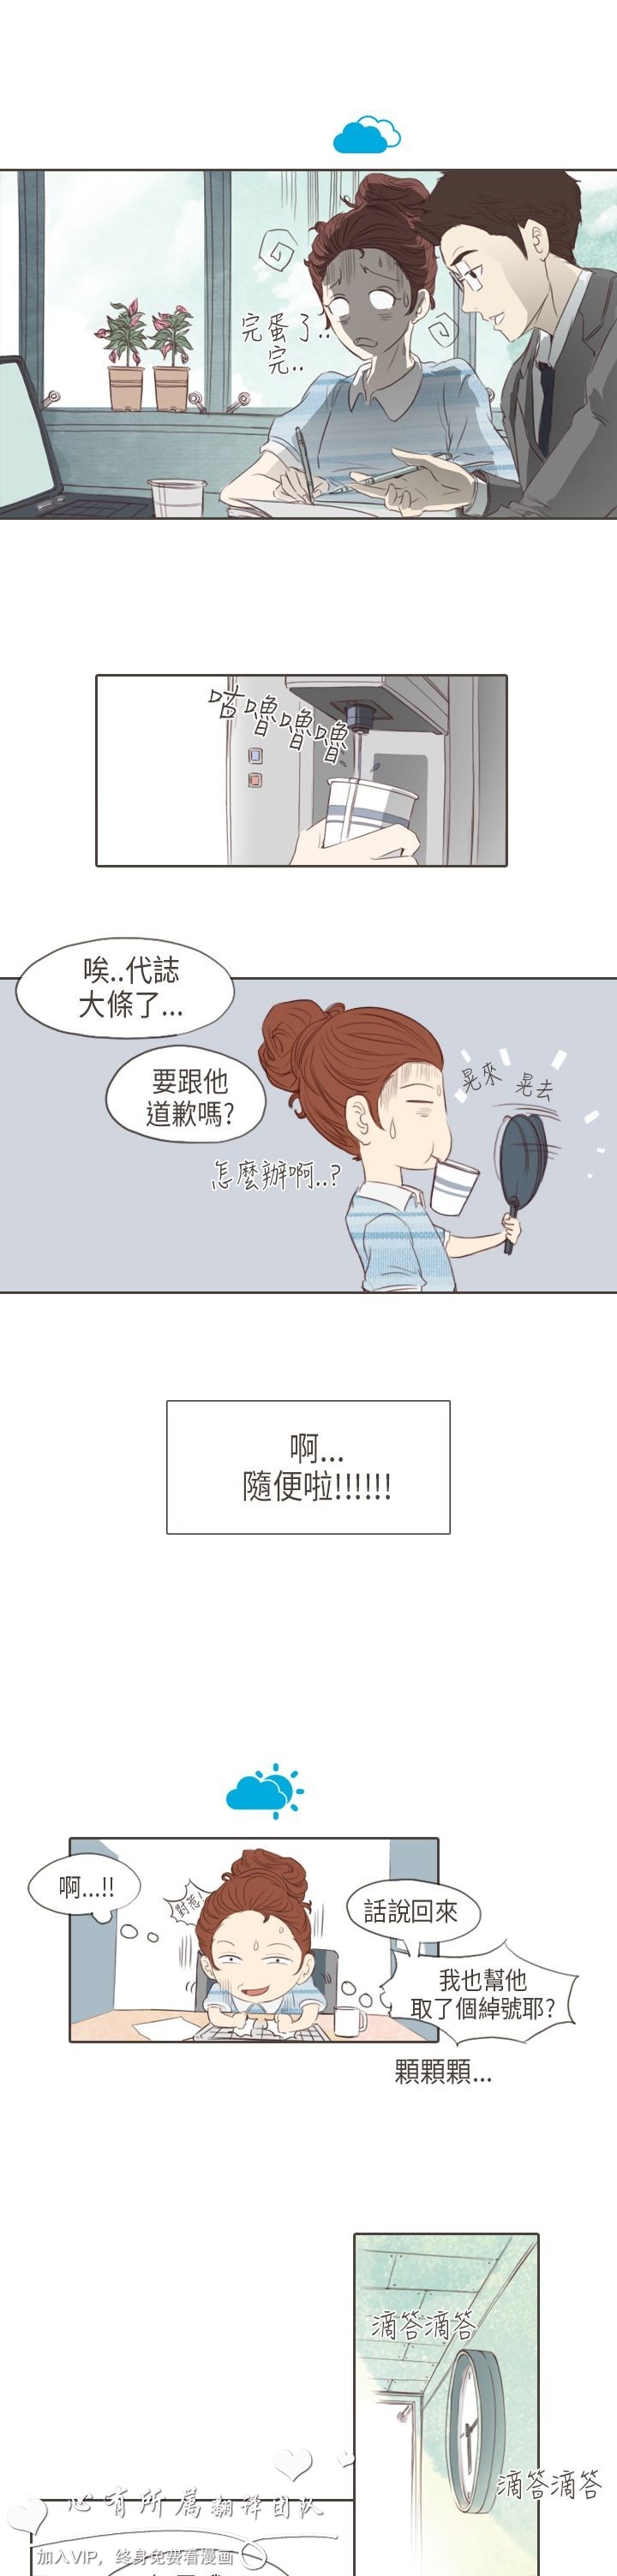 完蛋了..
完..
咕嚕嚕嚕
唉..代誌
大條了...
要跟他
道歉嗎?
晃來 晃去
怎麼辦啊..?
啊...
隨便啦!!!!!!
啊...!!
對惹!
話說回來
我也幫他
取了個綽號耶?
顆顆顆...
滴答滴答
滴答滴答
心有所属翻译团队
加入VIP，终身免费看漫画